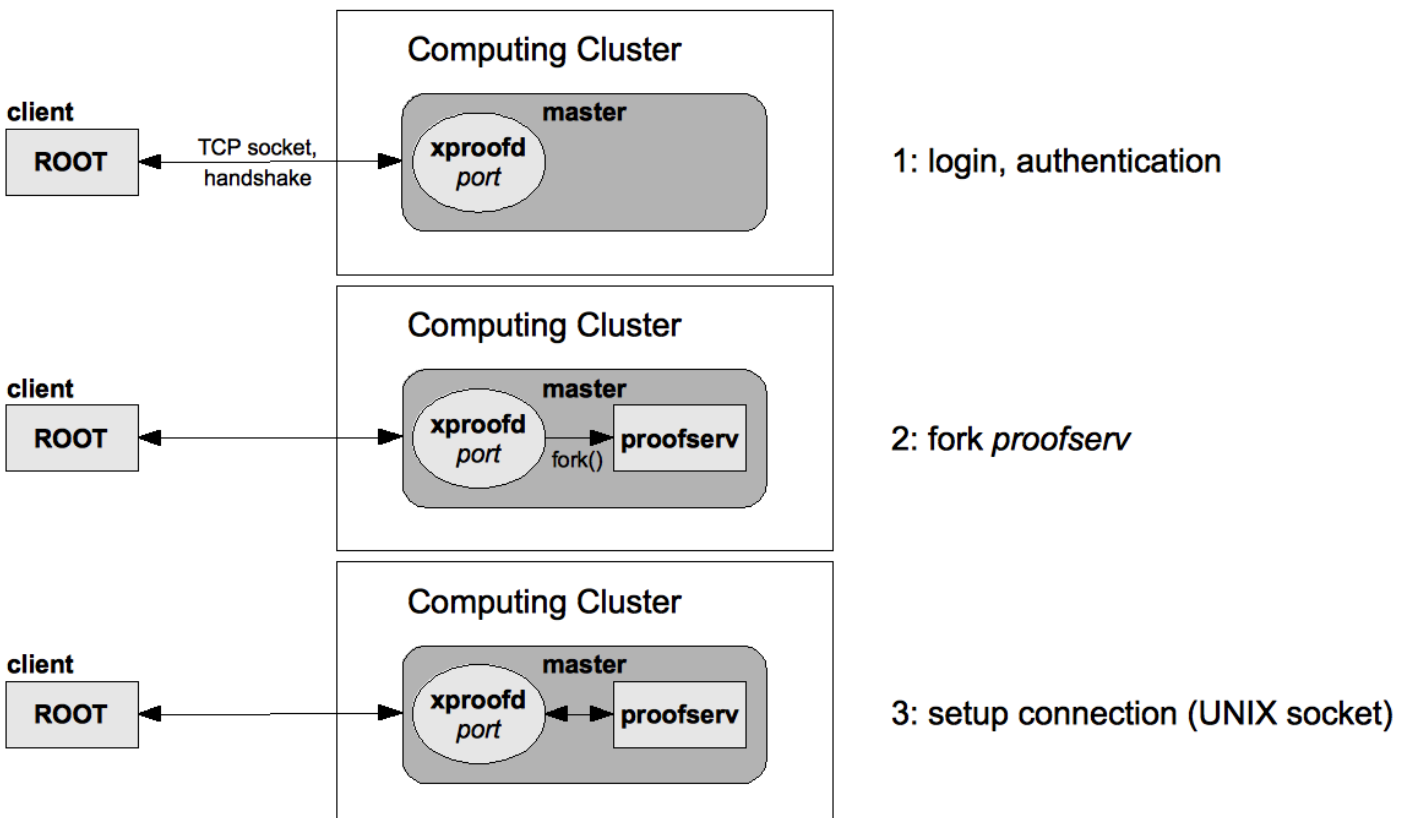 Computing Cluster
client
master
ROOT
TCP socket,
handshake
xproofd
port
1: login, authentication
Computing Cluster
client
master
ROOT
xproofd
port
fork()
proofserv
2: fork proofserv
Computing Cluster
client
master
ROOT
xproofd
port
proofserv
3: setup connection (UNIX socket)